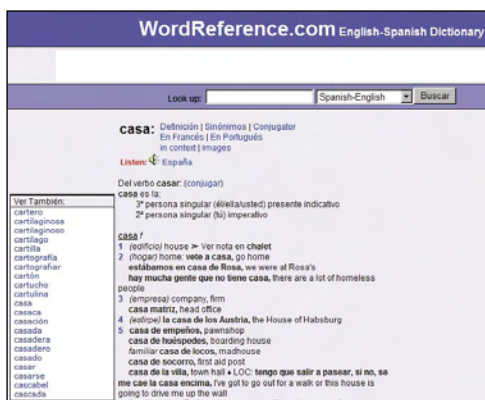 WordReference.com English-Spanish Dictionary
Look up: Spanish-English Buscar
casa: Definición | Sinónimos | Conjugator
En Francés | En Portugués
in context | images
Listen: España
Del verbo casar: (conjugar)
casa es la:
3ª persona singular (él/ella/usted) presente indicativo
2ª persona singular (tú) imperativo
Ver También:
cartero
cartilaginosa
cartilaginoso
cartílago
cartilla
cartografía
cartografiar
cartón
cartucho
cartulina
casa
casaca
casación
casada
casadera
casadero
casado
casar
casarse
cascabel
cascada
casa f
1 (edificio) house ➢ Ver nota en chalet
2 (hogar) home: vete a casa, go home
estábamos en casa de Rosa, we were at Rosa's
hay mucha gente que no tiene casa, there are a lot of homeless
people
3 (empresa) company, firm
casa matriz, head office
4 (estirpe) la casa de los Austria, the House of Habsburg
5 casa de empeños, pawnshop
casa de huéspedes, boarding house
familiar casa de locos, madhouse
casa de socorro, first aid post
casa de la villa, town hall ♦ LOC: tengo que salir a pasear, si no, se
me cae la casa encima, I've got to go out for a walk or this house is
going to drive me up the wall